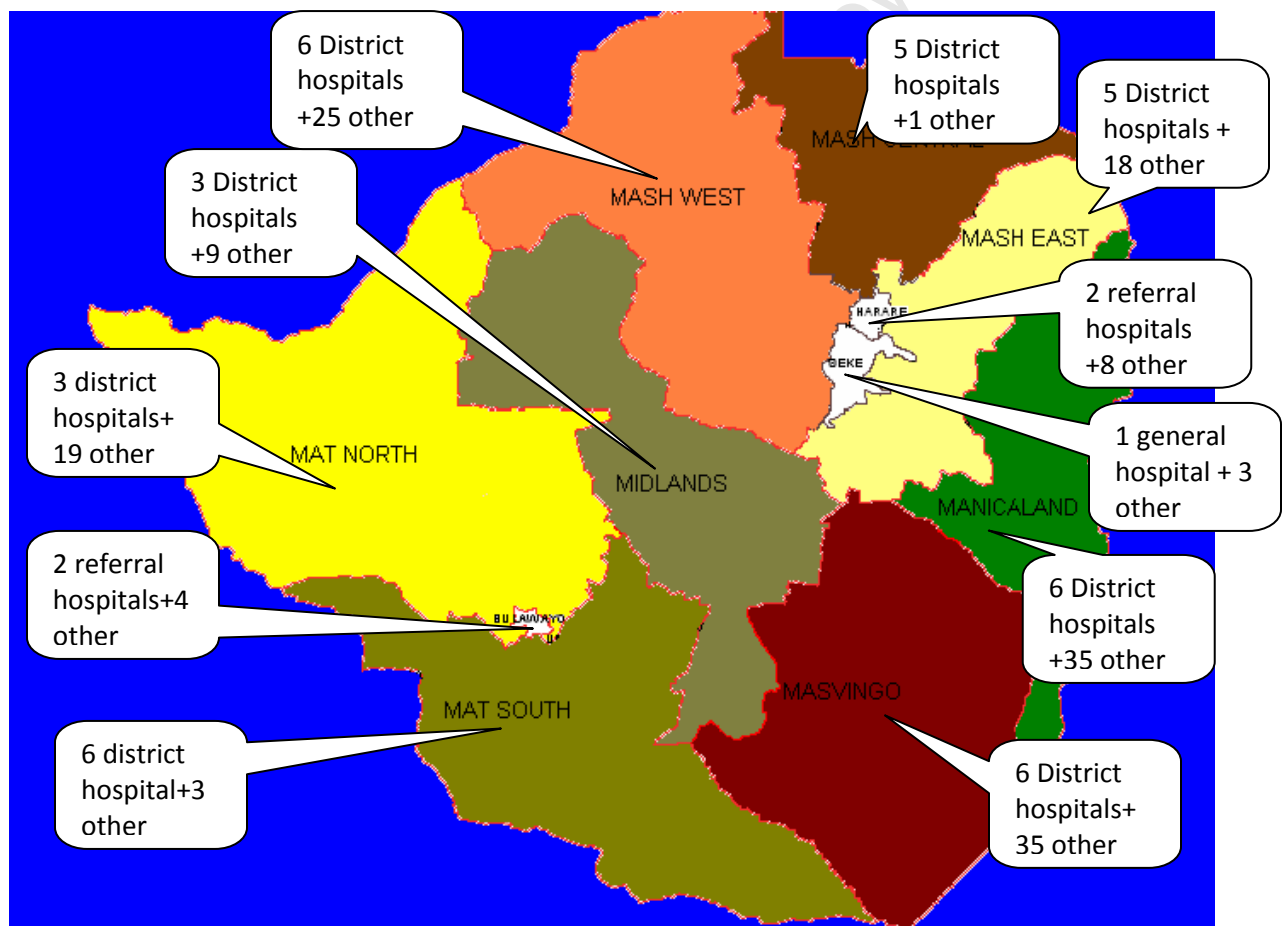 6 District
hospitals
+25 other
5 District
hospitals
+1 other
5 District
hospitals +
18 other
MASH CENTRAL
3 District
hospitals
+9 other
MASH WEST
MASH EAST
2 referral
hospitals
+8 other
HARARE
3 district
hospitals+
19 other
1 general
hospital + 3
other
MAT NORTH
MIDLANDS
MANICALAND
2 referral
hospitals+4
other
BULAWAYO
6 District
hospitals
+35 other
MAT SOUTH
MASVINGO
6 district
hospital+3
other
6 District
hospitals+
35 other